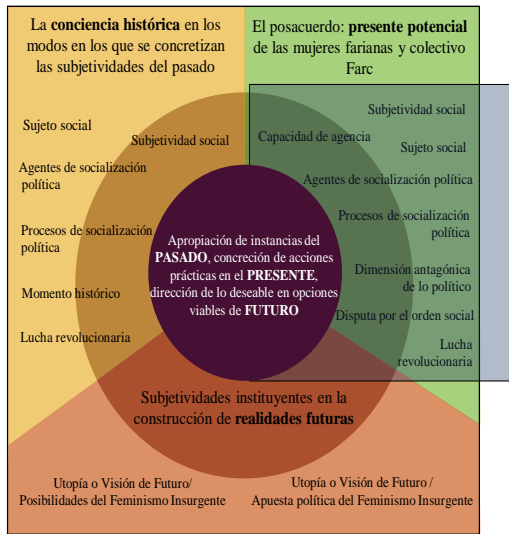 La conciencia histórica en los
modos en los que se concretizan
las subjetividades del pasado
El posacuerdo: presente potencial
de las mujeres farianas y colectivo
Farc
Sujeto social
Subjetividad social
Agentes de socialización
política
Procesos de socialización
política
Momento histórico
Lucha revolucionaria
Subjetividad social
Capacidad de agencia
Sujeto social
Agentes de socialización política
Procesos de socialización
política
Dimensión antagónica
de lo político
Disputa por el orden social
Lucha
revolucionaria
Apropiación de instancias del
PASADO, concreción de acciones
prácticas en el PRESENTE,
dirección de lo deseable en opciones
viables de FUTURO
Subjetividades instituyentes en la
construcción de realidades futuras
Utopía o Visión de Futuro/
Posibilidades del Feminismo Insurgente
Utopía o Visión de Futuro /
Apuesta política del Feminismo Insurgente